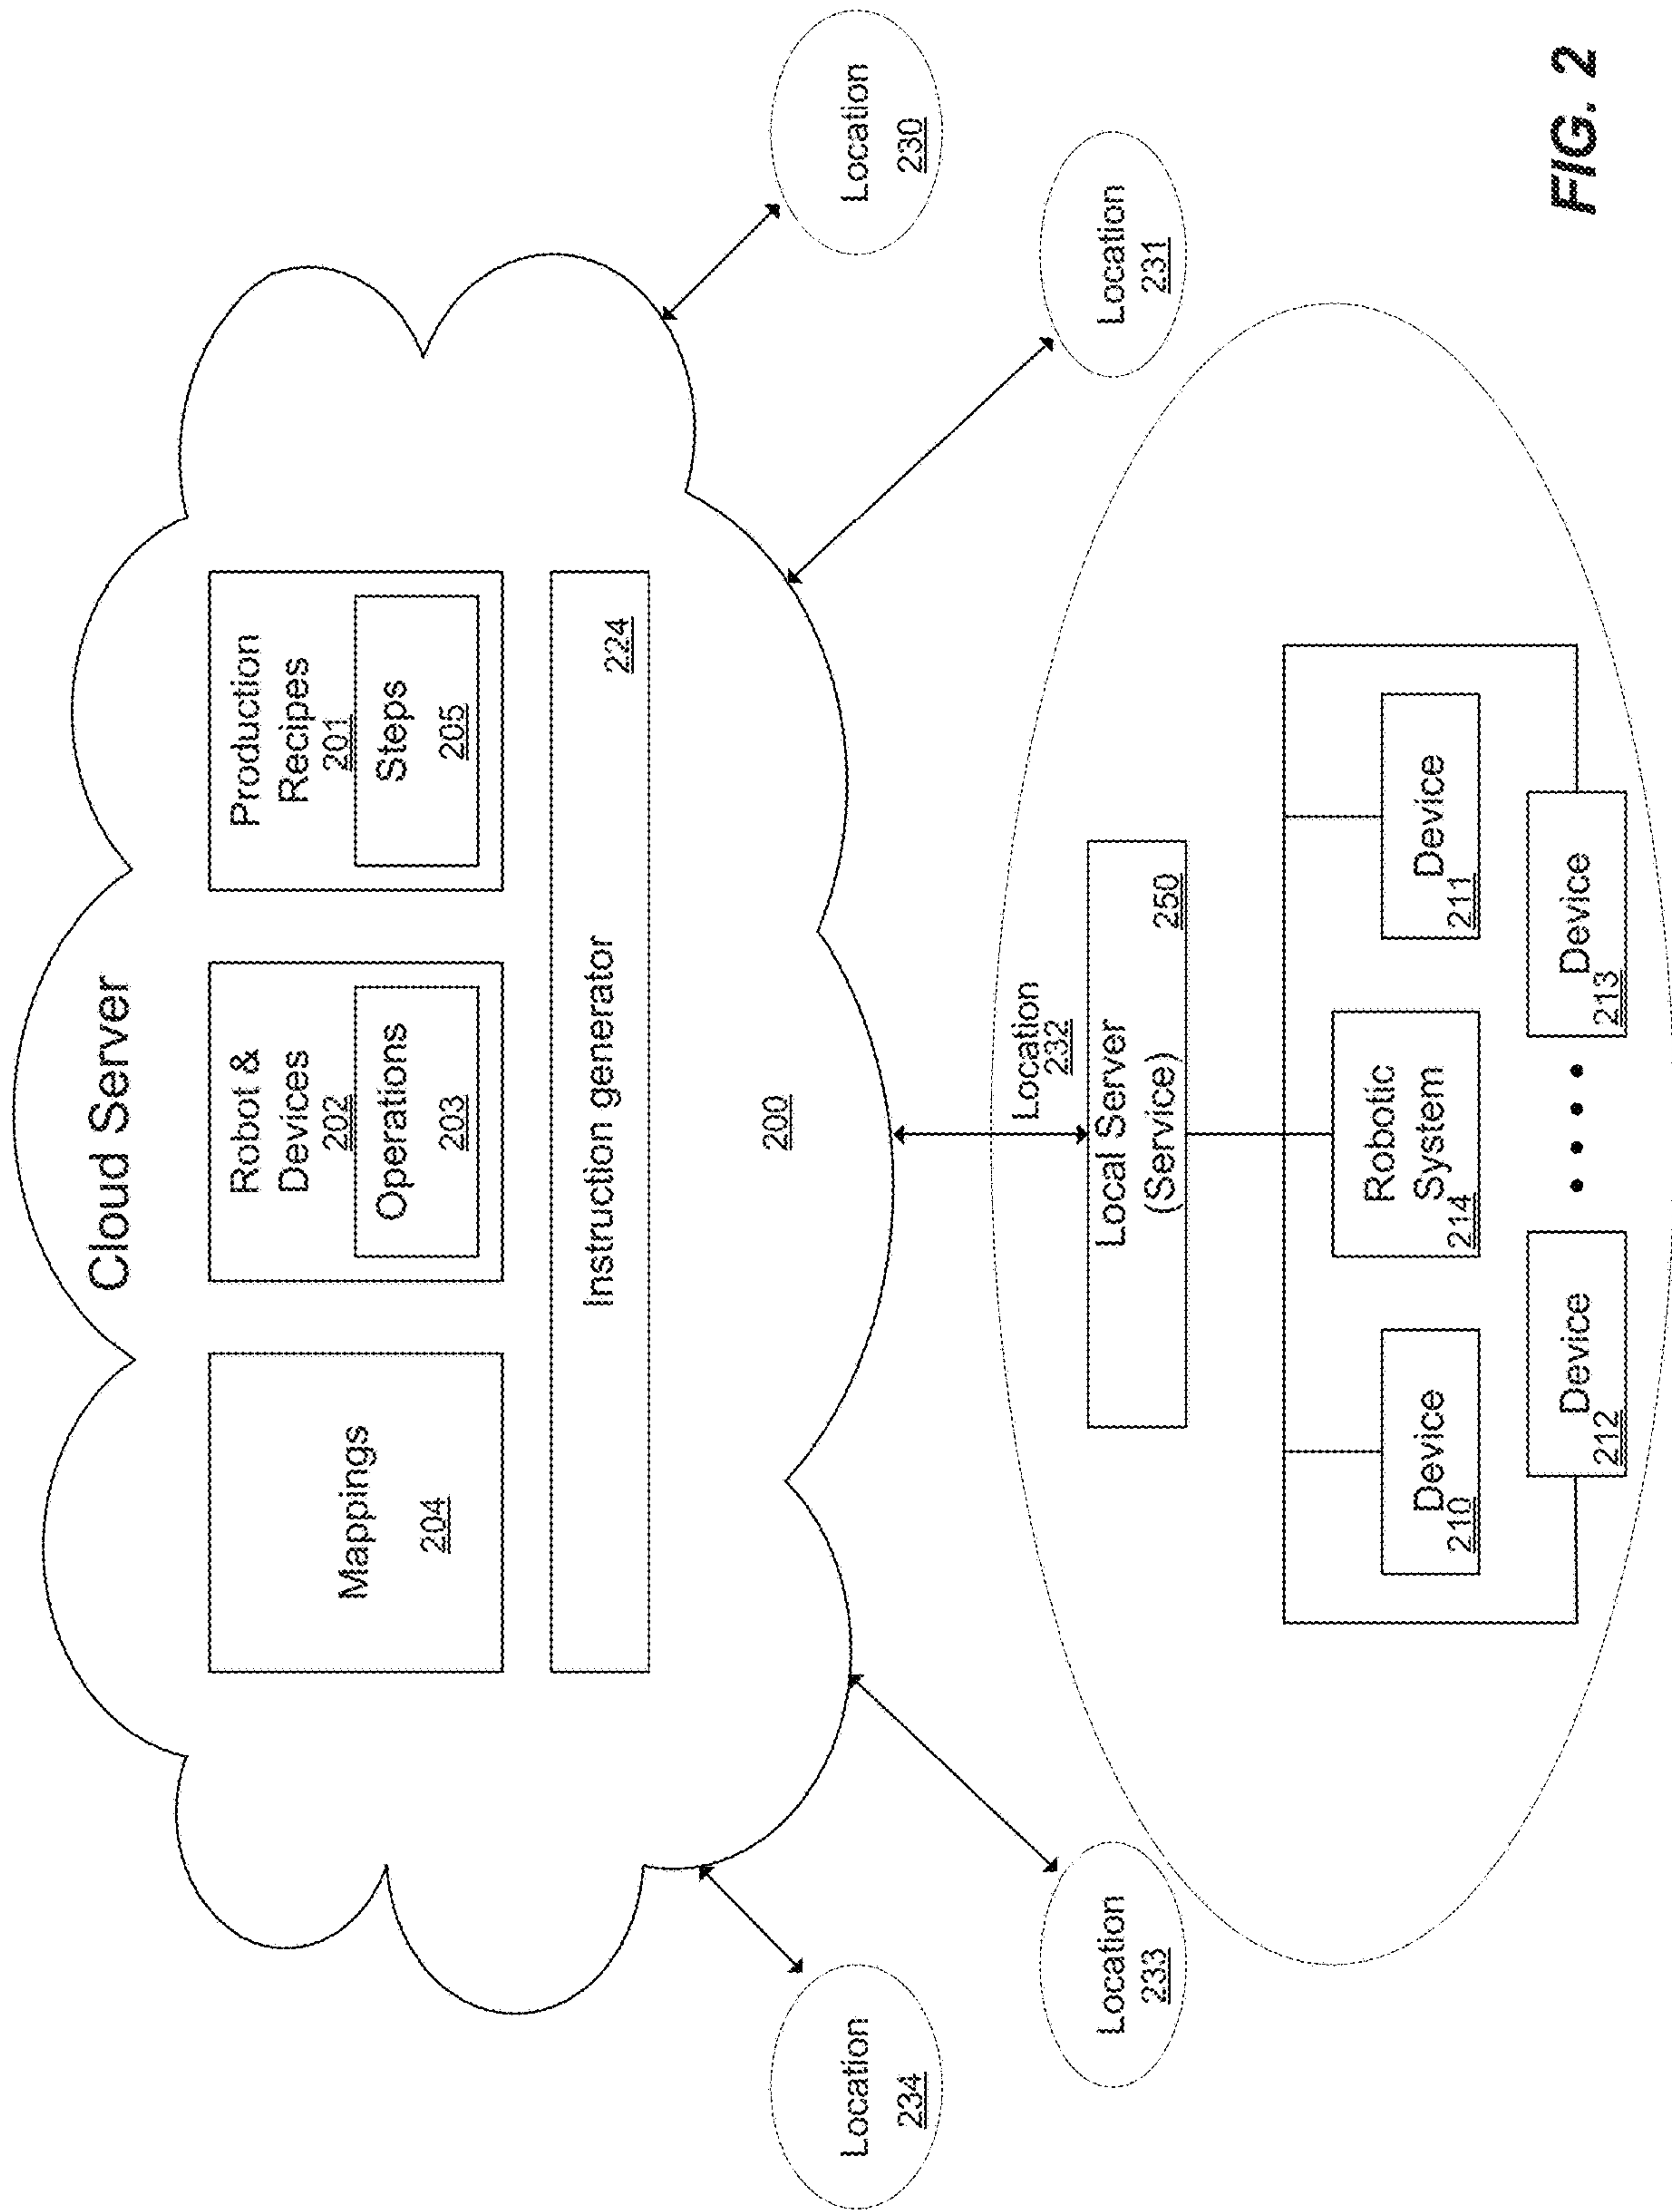 Cloud Server
Mappings
204
Robot &
Devices
202
Operations
203
Production
Recipes
201
Steps
205
Instruction generator
224
200
Location
234
Location
233
Location
232
Location
231
Location
230
Local Server
(Service)
250
Device
210
Robotic
System
214
Device
211
Device
212
Device
213
FIG. 2